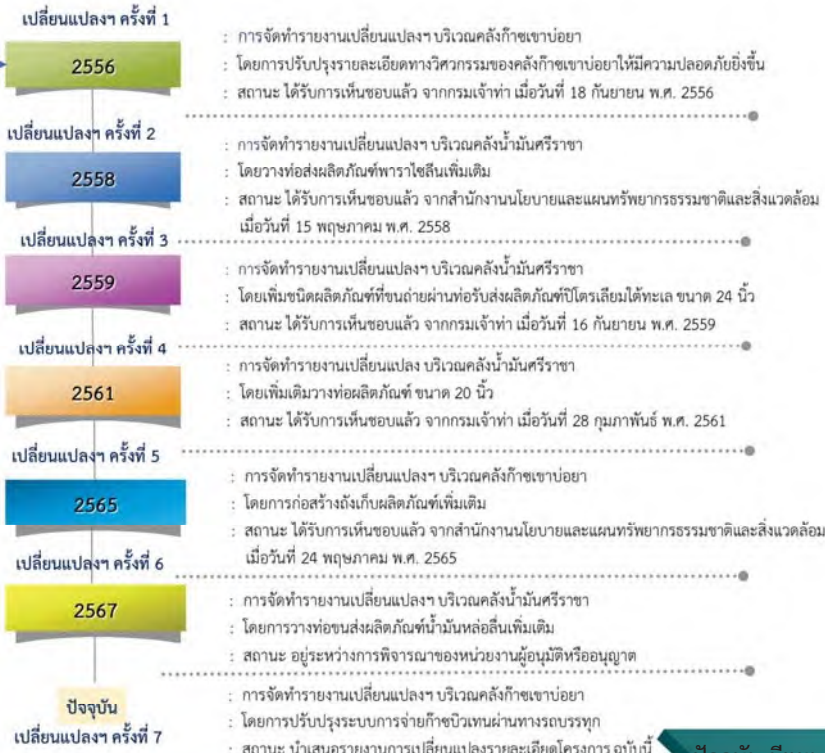 เปลี่ยนแปลงฯ ครั้งที่ 1
2556
: การจัดทำรายงานเปลี่ยนแปลงฯ บริเวณคลังก๊าซเขาบ่อยา
: โดยการปรับปรุงรายละเอียดทางวิศวกรรมของคลังก๊าซเขาบ่อยาให้มีความปลอดภัยยิ่งขึ้น
: สถานะ ได้รับการเห็นชอบแล้ว จากกรมเจ้าท่า เมื่อวันที่ 18 กันยายน พ.ศ. 2556
เปลี่ยนแปลงฯ ครั้งที่ 2
2558
: การจัดทำรายงานเปลี่ยนแปลงฯ บริเวณคลังน้ำมันศรีราชา
: โดยวางท่อส่งผลิตภัณฑ์พาราไซลีนเพิ่มเติม
: สถานะ ได้รับการเห็นชอบแล้ว จากสำนักงานนโยบายและแผนทรัพยากรธรรมชาติและสิ่งแวดล้อม
เมื่อวันที่ 15 พฤษภาคม พ.ศ. 2558
เปลี่ยนแปลงฯ ครั้งที่ 3
2559
: การจัดทำรายงานเปลี่ยนแปลงฯ บริเวณคลังน้ำมันศรีราชา
: โดยเพิ่มชนิดผลิตภัณฑ์ที่ขนถ่ายผ่านท่อรับส่งผลิตภัณฑ์ปิโตรเลียมใต้ทะเล ขนาด 24 นิ้ว
: สถานะ ได้รับการเห็นชอบแล้ว จากกรมเจ้าท่า เมื่อวันที่ 16 กันยายน พ.ศ. 2559
เปลี่ยนแปลงฯ ครั้งที่ 4
2561
: การจัดทำรายงานเปลี่ยนแปลง บริเวณคลังน้ำมันศรีราชา
: โดยเพิ่มเติมวางท่อผลิตภัณฑ์ ขนาด 20 นิ้ว
: สถานะ ได้รับการเห็นชอบแล้ว จากกรมเจ้าท่า เมื่อวันที่ 28 กุมภาพันธ์ พ.ศ. 2561
เปลี่ยนแปลงฯ ครั้งที่ 5
2565
: การจัดทำรายงานเปลี่ยนแปลงฯ บริเวณคลังก๊าซเขาบ่อยา
: โดยการก่อสร้างถังเก็บผลิตภัณฑ์เพิ่มเติม
: สถานะ ได้รับการเห็นชอบแล้ว จากสำนักงานนโยบายและแผนทรัพยากรธรรมชาติและสิ่งแวดล้อม
เมื่อวันที่ 24 พฤษภาคม พ.ศ. 2565
เปลี่ยนแปลงฯ ครั้งที่ 6
2567
: การจัดทำรายงานเปลี่ยนแปลงฯ บริเวณคลังน้ำมันศรีราชา
: โดยการวางท่อขนส่งผลิตภัณฑ์น้ำมันหล่อลื่นเพิ่มเติม
: สถานะ อยู่ระหว่างการพิจารณาของหน่วยงานผู้อนุมัติหรืออนุญาต
ปัจจุบัน
เปลี่ยนแปลงฯ ครั้งที่ 7
: การจัดทำรายงานเปลี่ยนแปลงฯ บริเวณคลังก๊าซเขาบ่อยา
: โดยการปรับปรุงระบบการจ่ายก๊าซบิวเทนผ่านทางรถบรรทุก
: สถานะ นำเสนอรายงานการเปลี่ยนแปลงรายละเอียดโครงการ ฉบับนี้